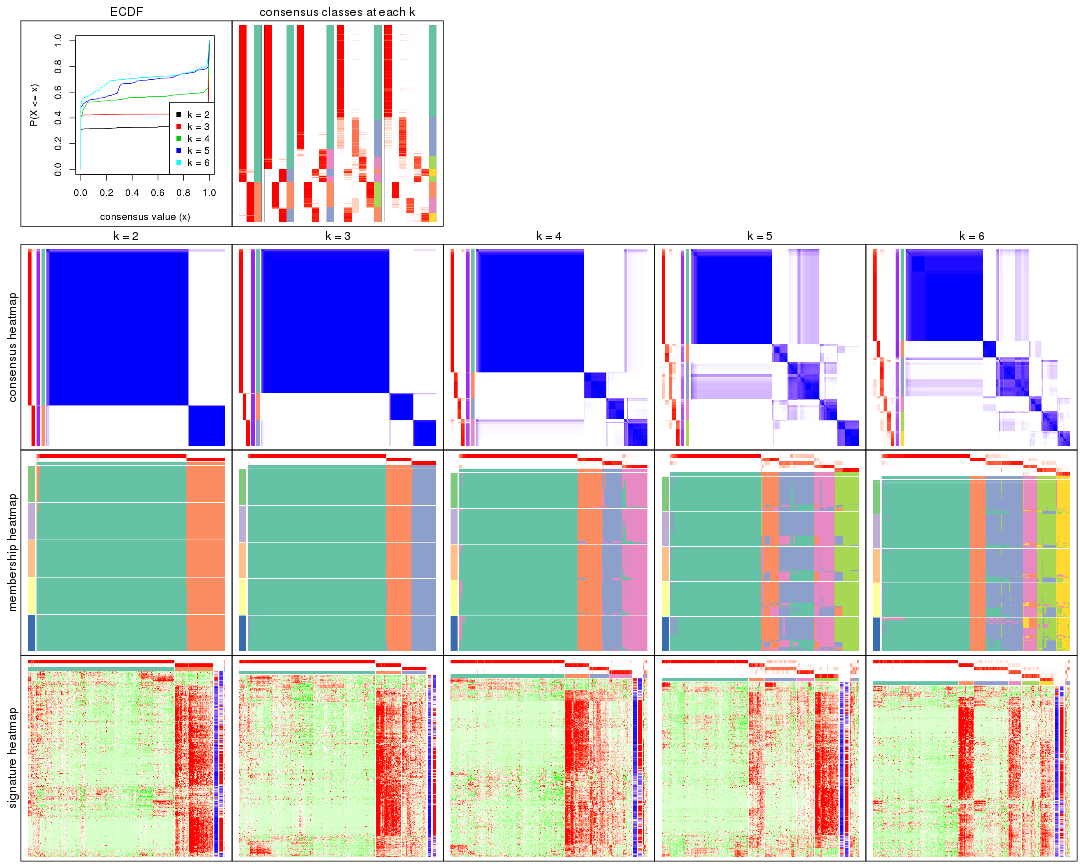 ECDF
consensus classes at each k
P(X <= x)
0.0 0.2 0.4 0.6 0.8 1.0
k = 2
k = 3
k = 4
k = 5
k = 6
0.0 0.2 0.4 0.6 0.8 1.0
consensus value (x)
k = 2 k = 3 k = 4 k = 5 k = 6
consensus heatmap
membership heatmap
signature heatmap